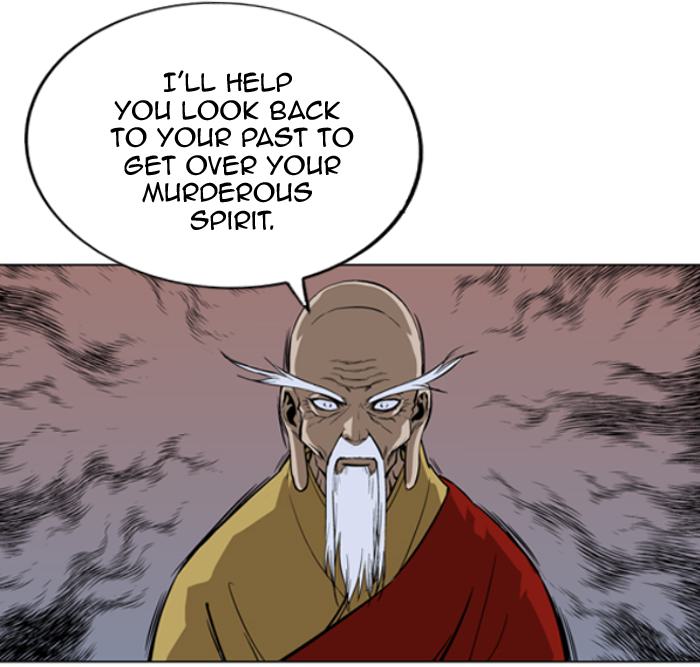 I'LL HELP
YOU LOOK BACK
TO YOUR PAST TO
GET OVER YOUR
MURDEROUS
SPIRIT.